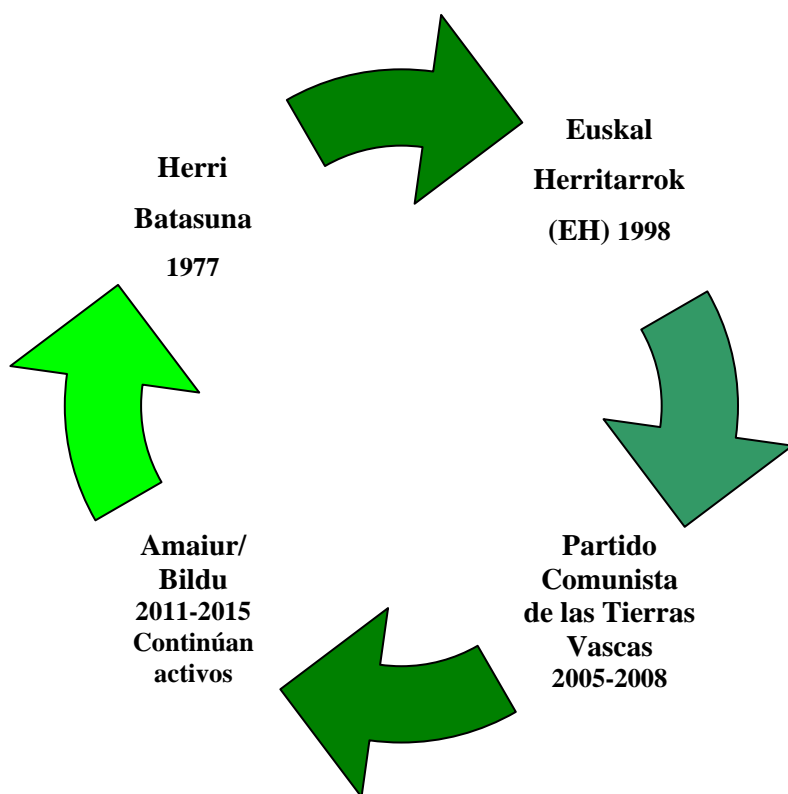 Herri
Batasuna
1977
Euskal
Herritarrok
(EH) 1998
Partido
Comunista
de las Tierras
Vascas
2005-2008
Amaiur/
Bildu
2011-2015
Continúan
activos